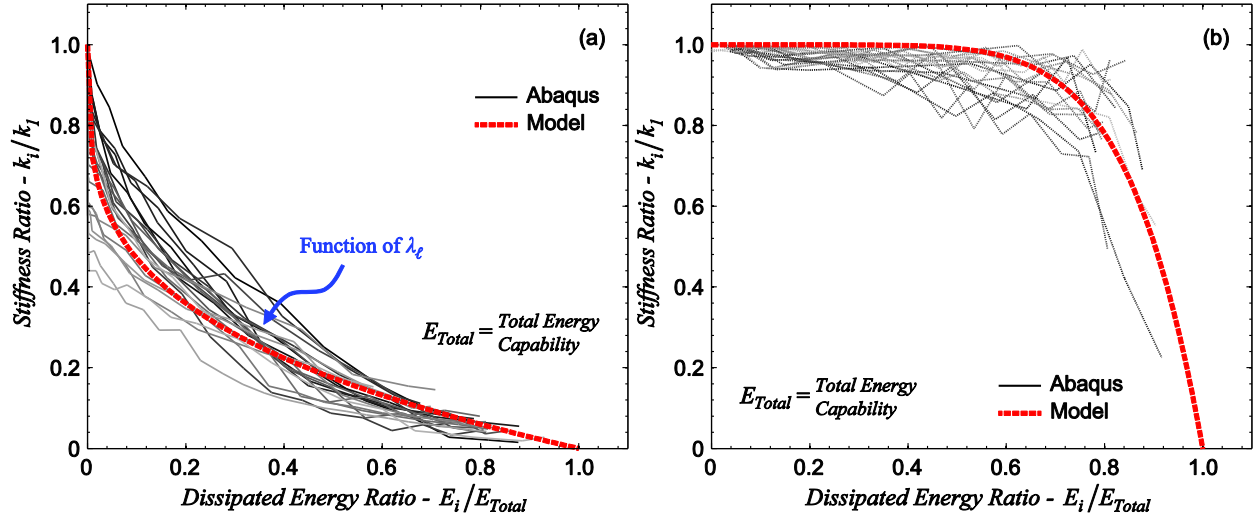 (a)
1.0
0.8
0.6
0.4
0.2
0
0 0.2 0.4 0.6 0.8 1.0
Stiffness Ratio - k_i/k_1
Dissipated Energy Ratio - E_i/E_Total
Abaqus
Model
Function of λ_ℓ
E_Total = Total Energy
Capability
(b)
1.0
0.8
0.6
0.4
0.2
0
0 0.2 0.4 0.6 0.8 1.0
Stiffness Ratio - k_i/k_1
Dissipated Energy Ratio - E_i/E_Total
E_Total = Total Energy
Capability
Abaqus
Model